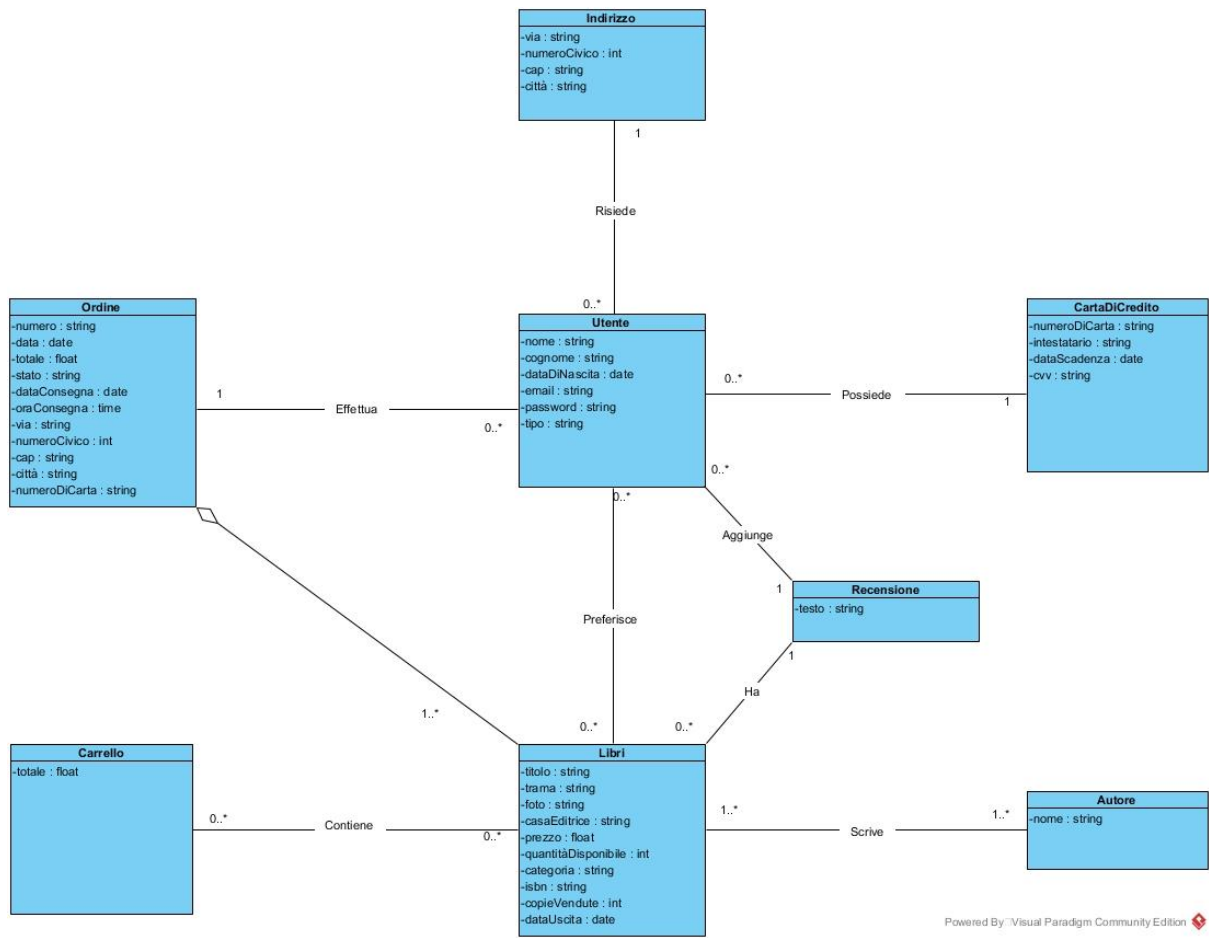 Indirizzo
-via : string
-numeroCivico : int
-cap : string
-città : string
1
Risiede
0..*
Ordine
-numero : string
-data : date
-totale : float
-stato : string
-dataConsegna : date
-oraConsegna : time
-via : string
-numeroCivico : int
-cap : string
-città : string
-numeroDiCarta : string
1
Effettua
0..*
Utente
-nome : string
-cognome : string
-dataDiNascita : date
-email : string
-password : string
-tipo : string
0..*
Possiede
1
CartaDiCredito
-numeroDiCarta : string
-intestatario : string
-dataScadenza : date
-cvv : string
0..*
Aggiunge
1
Recensione
-testo : string
0..*
Preferisce
0..*
1
Ha
0..*
1..*
Carrello
-totale : float
0..*
Contiene
0..*
Libri
-titolo : string
-trama : string
-foto : string
-casaEditrice : string
-prezzo : float
-quantitàDisponibile : int
-categoria : string
-isbn : string
-copieVendute : int
-dataUscita : date
1..*
Scrive
1..*
Autore
-nome : string
Powered By Visual Paradigm Community Edition